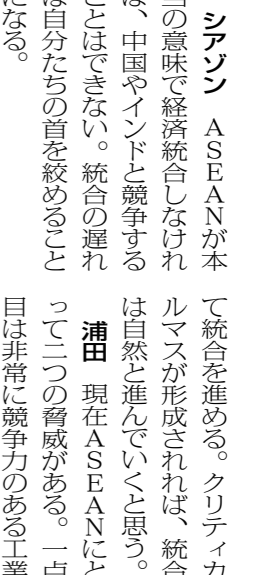 シアゾン　ＡＳＥＡＮが本
当の意味で経済統合しなけれ
ば、中国やインドと競争する
ことはできない。統合の遅れ
は自分たちの首を絞めること
になる。
て統合を進める。クリティカ
ルマスが形成されれば、統合
は自然と進んでいくと思う。
浦田　現在ＡＳＥＡＮにと
って二つの脅威がある。一点
目は非常に競争力のある工業